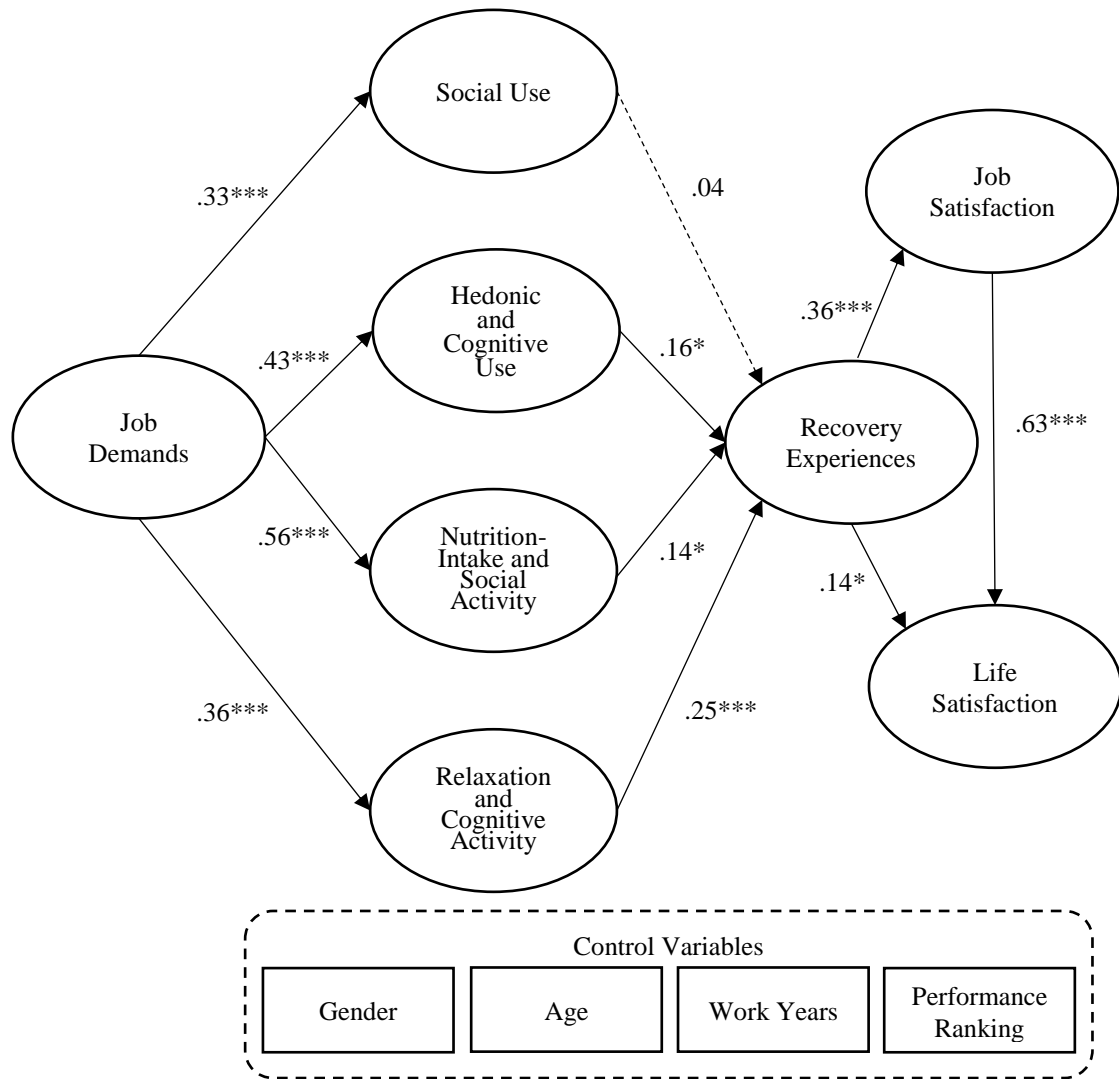 Social Use
.33***
.04
Job
Satisfaction
Hedonic
and
Cognitive
Use
.43***
.16*
.36***
Job
Demands
Recovery
Experiences
.63***
.56***
Nutrition-
Intake and
Social
Activity
.14*
.14*
.36***
.25***
Life
Satisfaction
Relaxation
and
Cognitive
Activity
Control Variables
Gender
Age
Work Years
Performance
Ranking